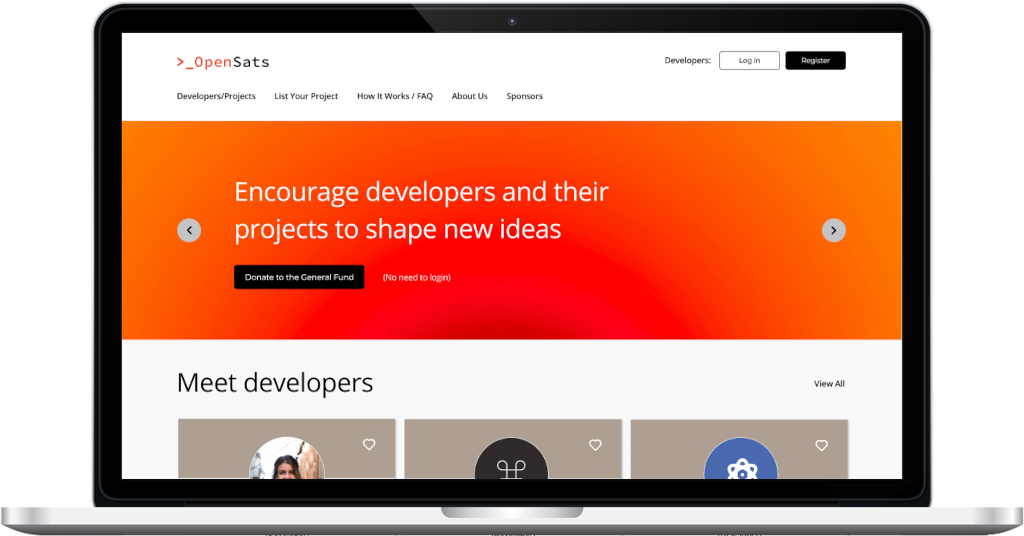 >_OpenSats
Developers: Log in Register
Developers/Projects List Your Project How It Works / FAQ About Us Sponsors
Encourage developers and their
projects to shape new ideas
Donate to the General Fund (No need to login)
Meet developers
View All